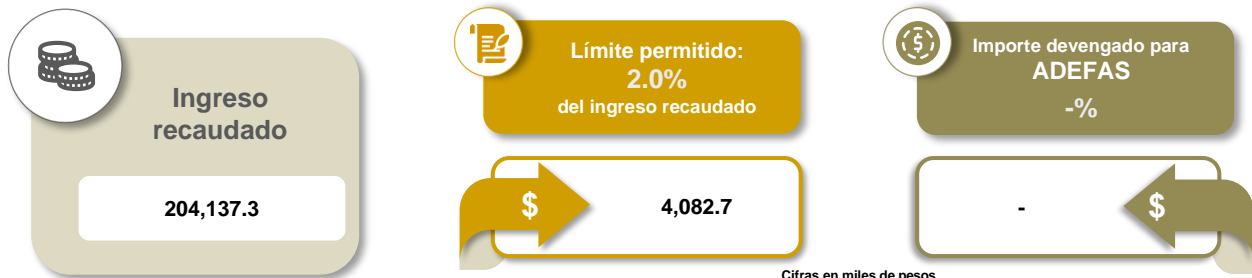 Ingreso
recaudado
204,137.3
Límite permitido:
2.0%
del ingreso recaudado
$
4,082.7
Importe devengado para
ADEFAS
-%
-
$
Cifras en miles de pesos